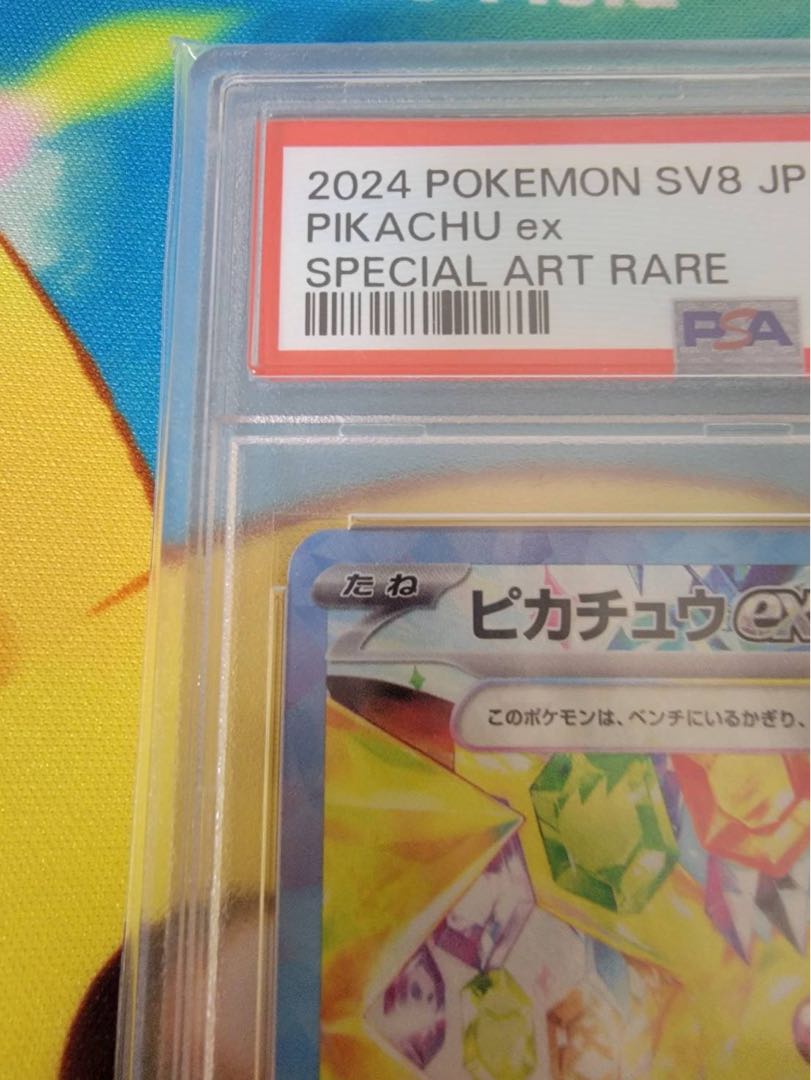 2024 POKEMON SV8 JP
PIKACHU ex
SPECIAL ART RARE
PSA
たね
ピカチュウex
このポケモンは、ベンチにいるかぎり、